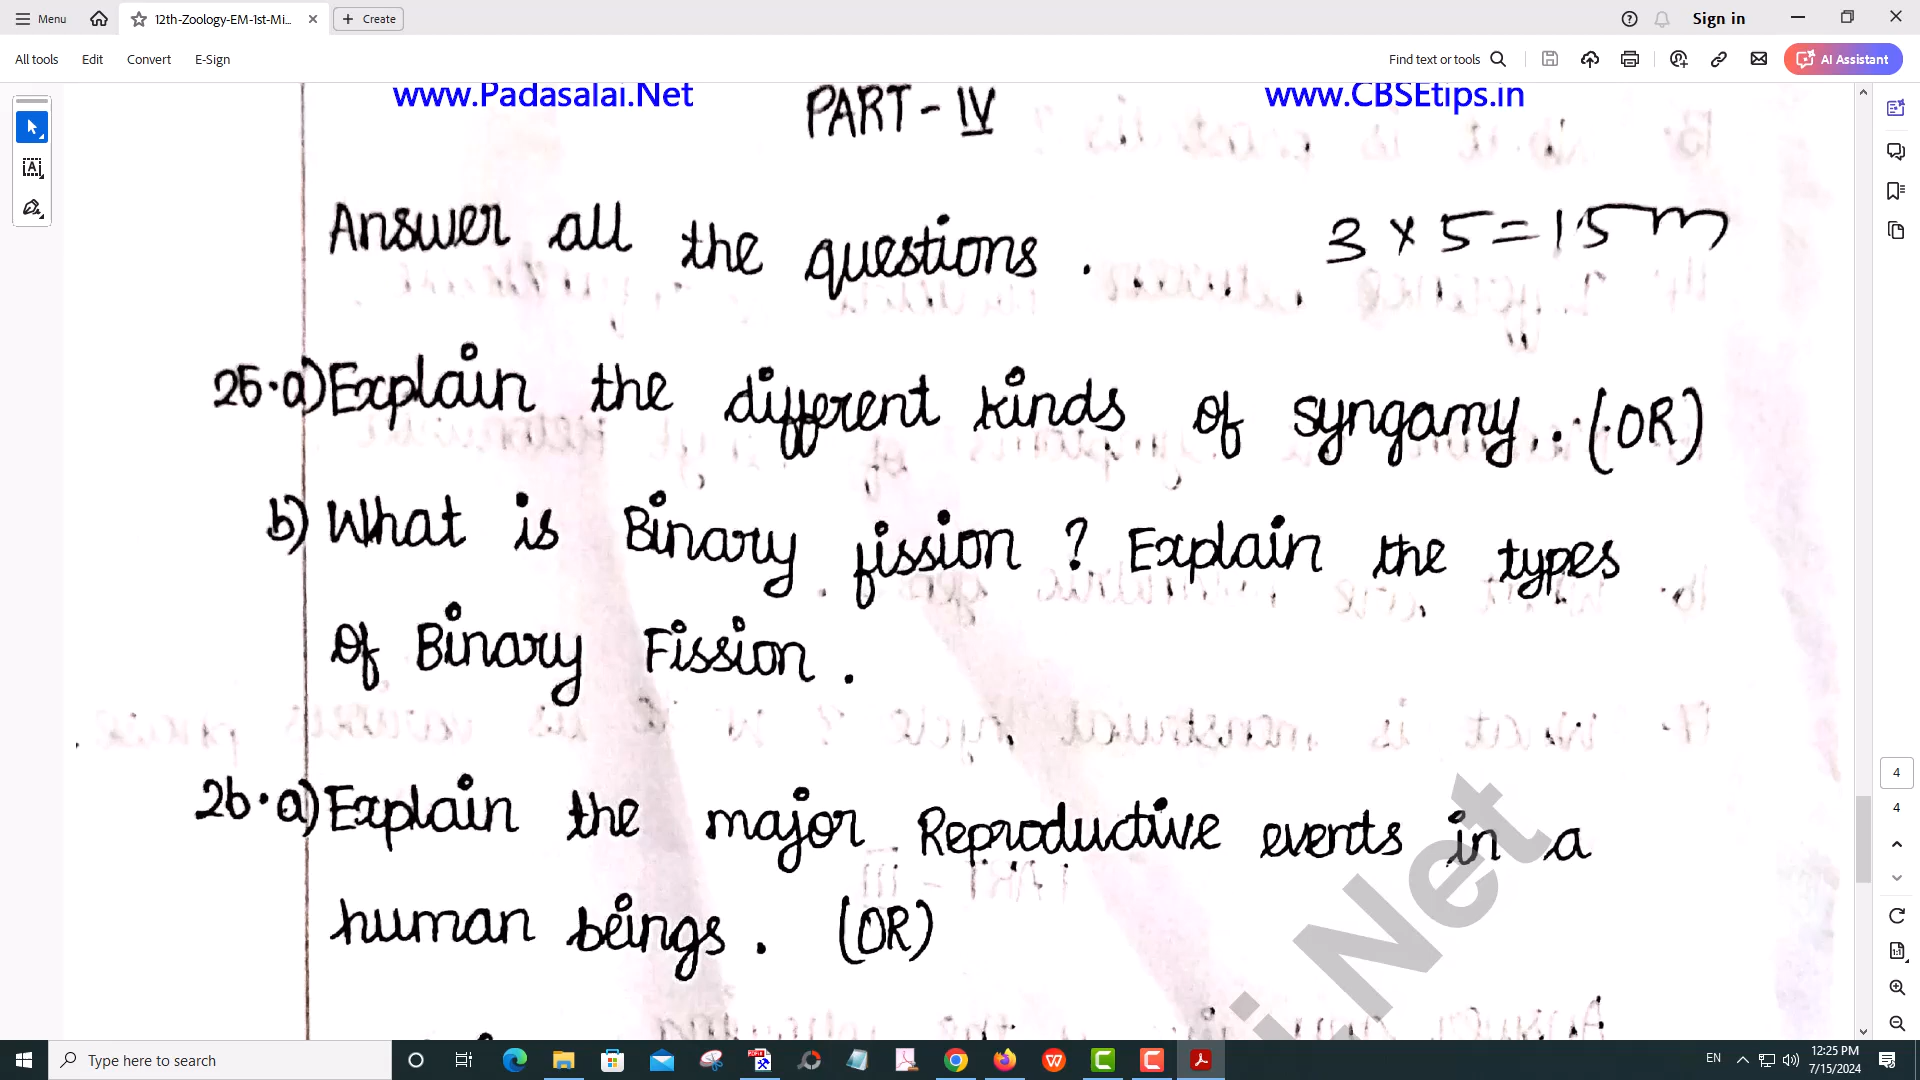 Menu
12th-Zoology-EM-1st-Mi...
Create
Sign in
All tools Edit Convert E-Sign
Find text or tools
AI Assistant
www.Padasalai.Net
PART - IV
www.CBSEtips.in
Answer all the questions . 3 x 5 = 15 m
25.a) Explain the different kinds of syngamy.. (OR)
b) What is Binary fission ? Explain the types
of Binary Fission .
26.a) Explain the major Reproductive events in a
human beings . (OR)
i.Net
4
4
Type here to search
EN
12:25 PM
7/15/2024